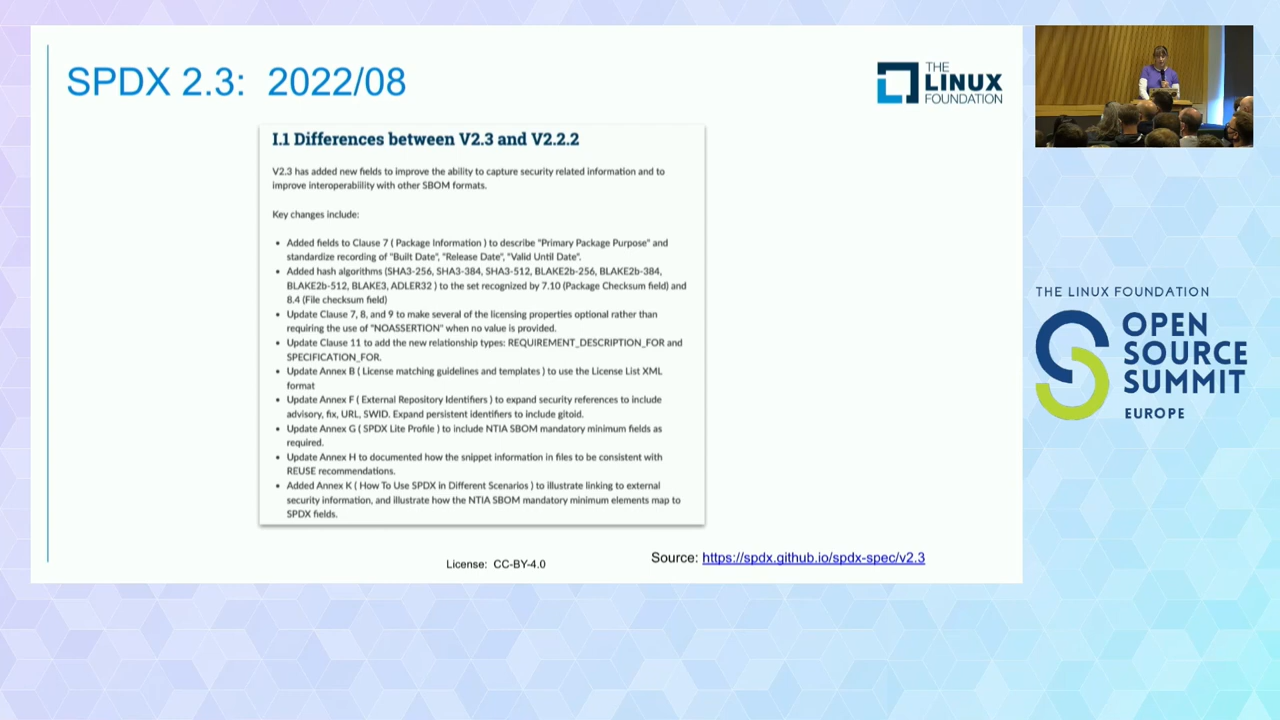 SPDX 2.3: 2022/08
THE
LINUX
FOUNDATION
I.1 Differences between V2.3 and V2.2.2
V2.3 has added new fields to improve the ability to capture security related information and to
improve interoperabiility with other SBOM formats.
Key changes include:
• Added fields to Clause 7 ( Package Information ) to describe "Primary Package Purpose" and
standardize recording of "Built Date", "Release Date", "Valid Until Date".
• Added hash algorithms (SHA3-256, SHA3-384, SHA3-512, BLAKE2b-256, BLAKE2b-384,
BLAKE2b-512, BLAKE3, ADLER32 ) to the set recognized by 7.10 (Package Checksum field) and
8.4 (File checksum field)
• Update Clause 7, 8, and 9 to make several of the licensing properties optional rather than
requiring the use of "NOASSERTION" when no value is provided.
• Update Clause 11 to add the new relationship types: REQUIREMENT_DESCRIPTION_FOR and
SPECIFICATION_FOR.
• Update Annex B ( License matching guidelines and templates ) to use the License List XML
format
• Update Annex F ( External Repository Identifiers ) to expand security references to include
advisory, fix, URL, SWID. Expand persistent identifiers to include gitoid.
• Update Annex G ( SPDX Lite Profile ) to include NTIA SBOM mandatory minimum fields as
required.
• Update Annex H to documented how the snippet information in files to be consistent with
REUSE recommendations.
• Added Annex K ( How To Use SPDX in Different Scenarios ) to illustrate linking to external
security information, and illustrate how the NTIA SBOM mandatory minimum elements map to
SPDX fields.
License: CC-BY-4.0
Source: https://spdx.github.io/spdx-spec/v2.3
THE LINUX FOUNDATION
OPEN
SOURCE
SUMMIT
EUROPE